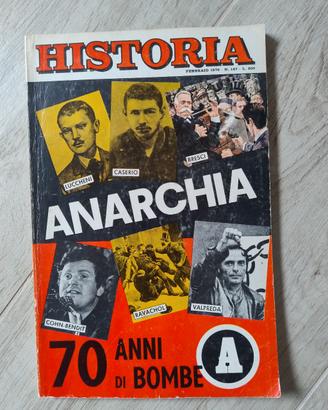 HISTORIA
FEBBRAIO 1970 - N. 147 - L. 300
LUCCHENI
CASERIO
BRESCI
ANARCHIA
COHN-BENDIT
RAVACHOL
VALPREDA
70 ANNI
DI BOMBE
A